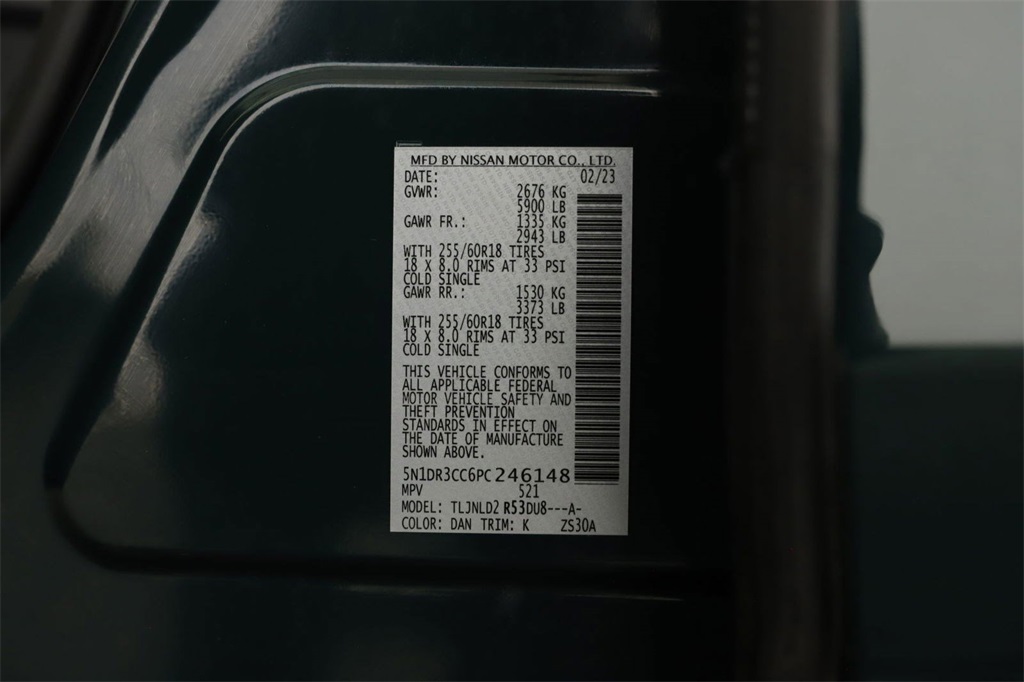 MFD BY NISSAN MOTOR CO., LTD.
DATE: 02/23
GVWR: 2676 KG
5900 LB
GAWR FR.: 1335 KG
2943 LB
WITH 255/60R18 TIRES
18 X 8.0 RIMS AT 33 PSI
COLD SINGLE
GAWR RR.: 1530 KG
3373 LB
WITH 255/60R18 TIRES
18 X 8.0 RIMS AT 33 PSI
COLD SINGLE
THIS VEHICLE CONFORMS TO
ALL APPLICABLE FEDERAL
MOTOR VEHICLE SAFETY AND
THEFT PREVENTION
STANDARDS IN EFFECT ON
THE DATE OF MANUFACTURE
SHOWN ABOVE.
5N1DR3CC6PC246148
MPV 521
MODEL: TLJNLD2 R53DU8---A-
COLOR: DAN TRIM: K ZS30A